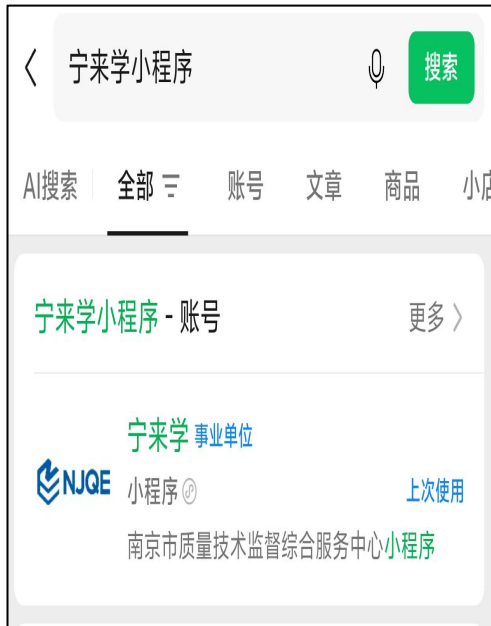 宁来学小程序
搜索
AI搜索 全部 账号 文章 商品 小店
宁来学小程序 - 账号 更多
宁来学 事业单位
NJQE 小程序 上次使用
南京市质量技术监督综合服务中心小程序